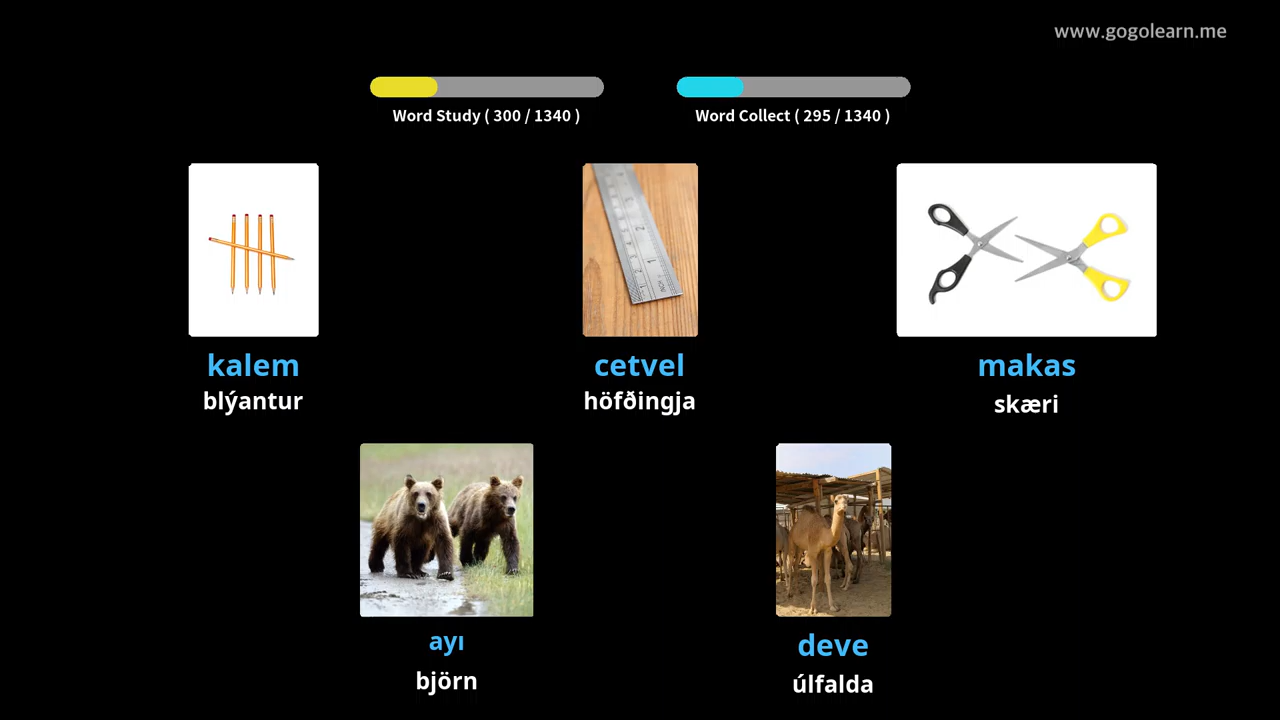 www.gogolearn.me
Word Study ( 300 / 1340 )
Word Collect ( 295 / 1340 )
kalem
blýantur
cetvel
höfðingja
makas
skæri
ayı
björn
deve
úlfalda